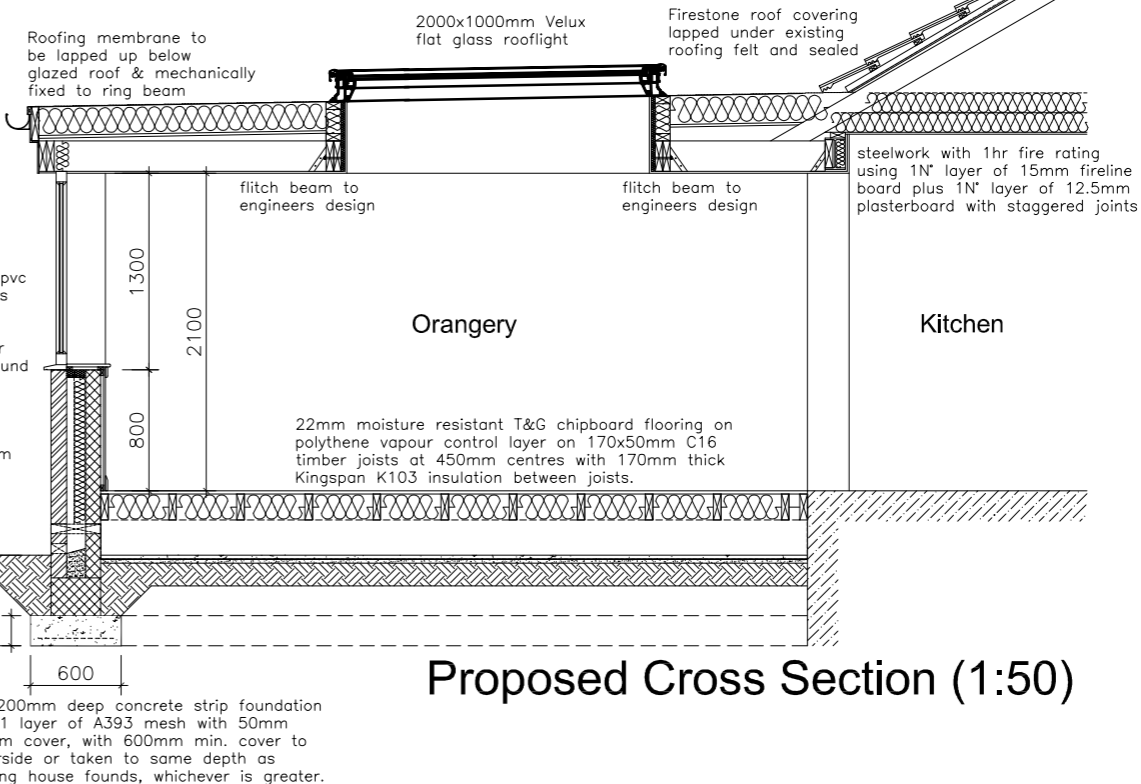 Roofing membrane to
be lapped up below
glazed roof & mechanically
fixed to ring beam
2000x1000mm Velux
flat glass rooflight
Firestone roof covering
lapped under existing
roofing felt and sealed
steelwork with 1hr fire rating
using 1N° layer of 15mm fireline
board plus 1N° layer of 12.5mm
plasterboard with staggered joints
flitch beam to
engineers design
flitch beam to
engineers design
pvc
1300
2100
800
Orangery
Kitchen
22mm moisture resistant T&G chipboard flooring on
polythene vapour control layer on 170x50mm C16
timber joists at 450mm centres with 170mm thick
Kingspan K103 insulation between joists.
600
Proposed Cross Section (1:50)
200mm deep concrete strip foundation
1 layer of A393 mesh with 50mm
cover, with 600mm min. cover to
or taken to same depth as
house founds, whichever is greater.